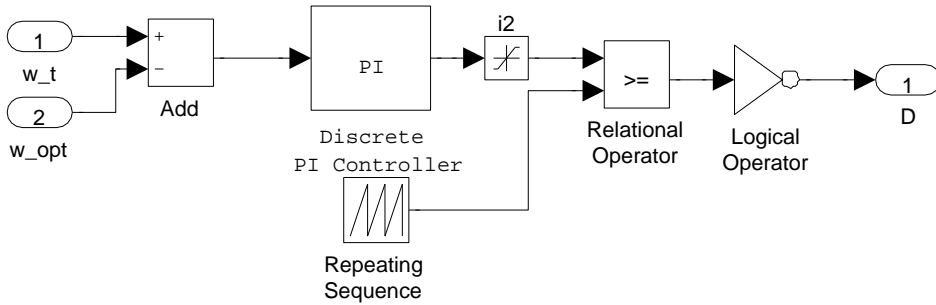 1
w_t
2
w_opt
+
−
Add
PI
Discrete
PI Controller
i2
Repeating
Sequence
>=
Relational
Operator
Logical
Operator
1
D